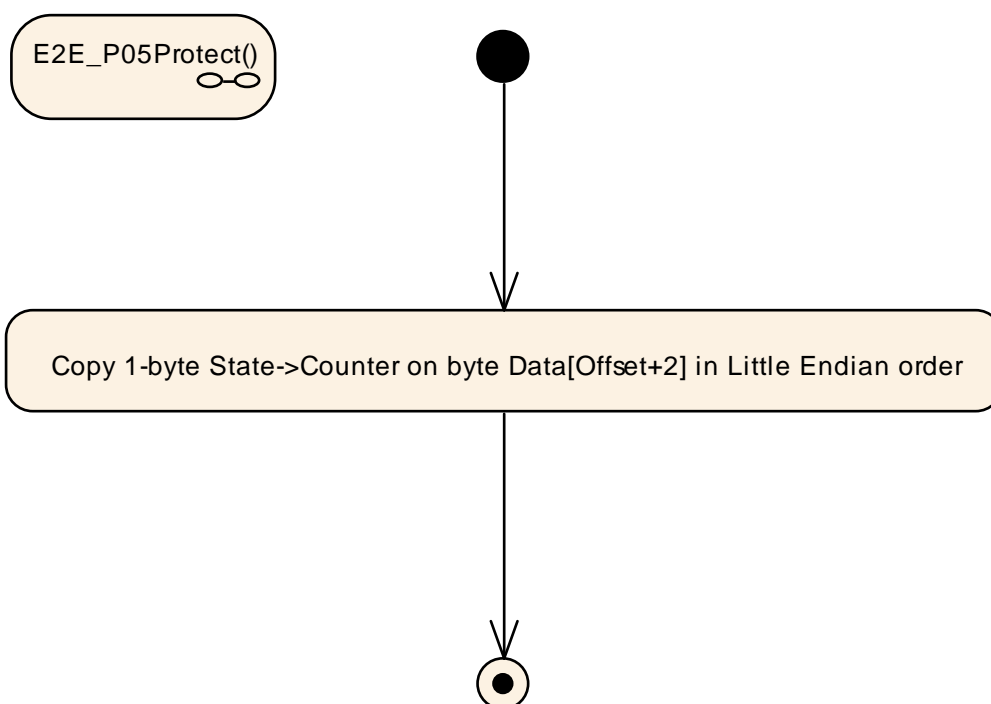 E2E_P05Protect()
Copy 1-byte State->Counter on byte Data[Offset+2] in Little Endian order